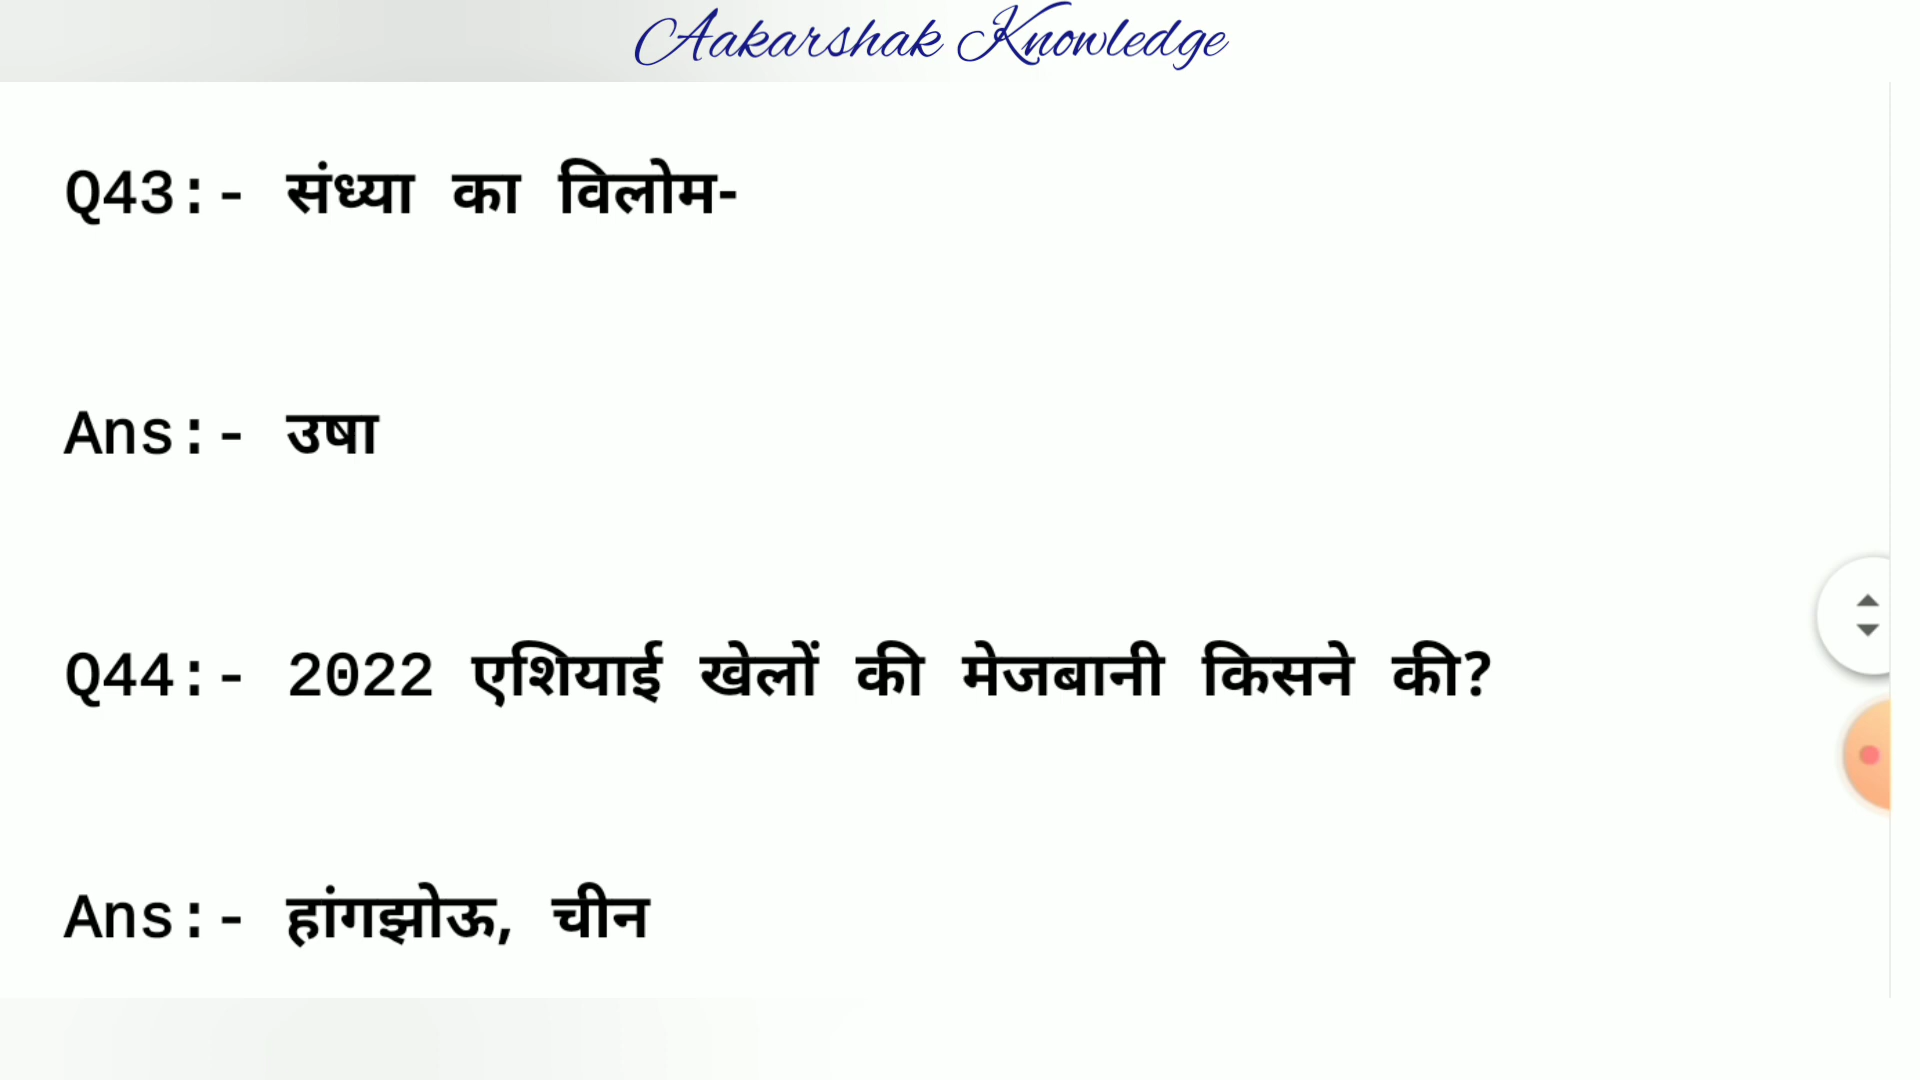 Aakarshak Knowledge
Q43:- संध्या का विलोम-
Ans:- उषा
Q44:- 2022 एशियाई खेलों की मेजबानी किसने की?
Ans:- हांगझोऊ, चीन